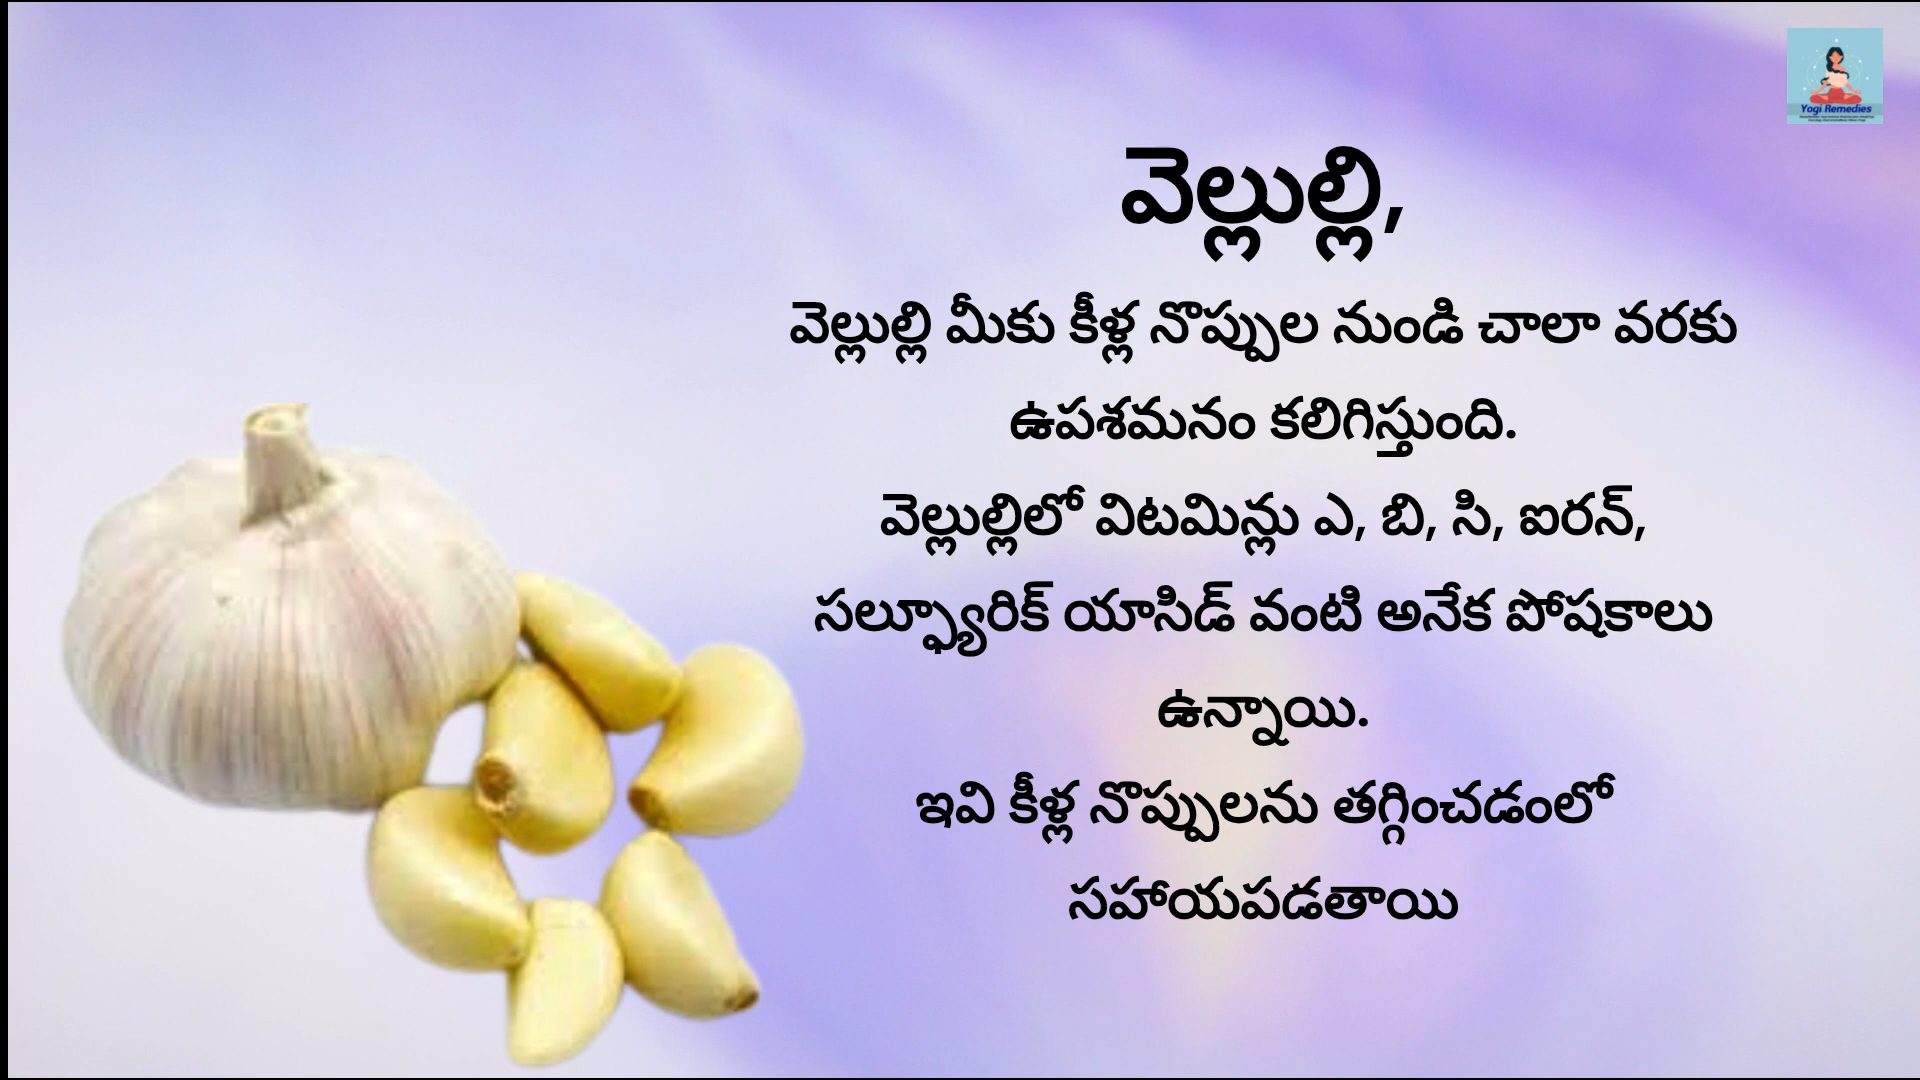 Yogi Remedies
వెల్లుల్లి,
వెల్లుల్లి మీకు కీళ్ల నొప్పుల నుండి చాలా వరకు
ఉపశమనం కలిగిస్తుంది.
వెల్లుల్లిలో విటమిన్లు ఎ, బి, సి, ఐరన్,
సల్ఫ్యూరిక్ యాసిడ్ వంటి అనేక పోషకాలు
ఉన్నాయి.
ఇవి కీళ్ల నొప్పులను తగ్గించడంలో
సహాయపడతాయి